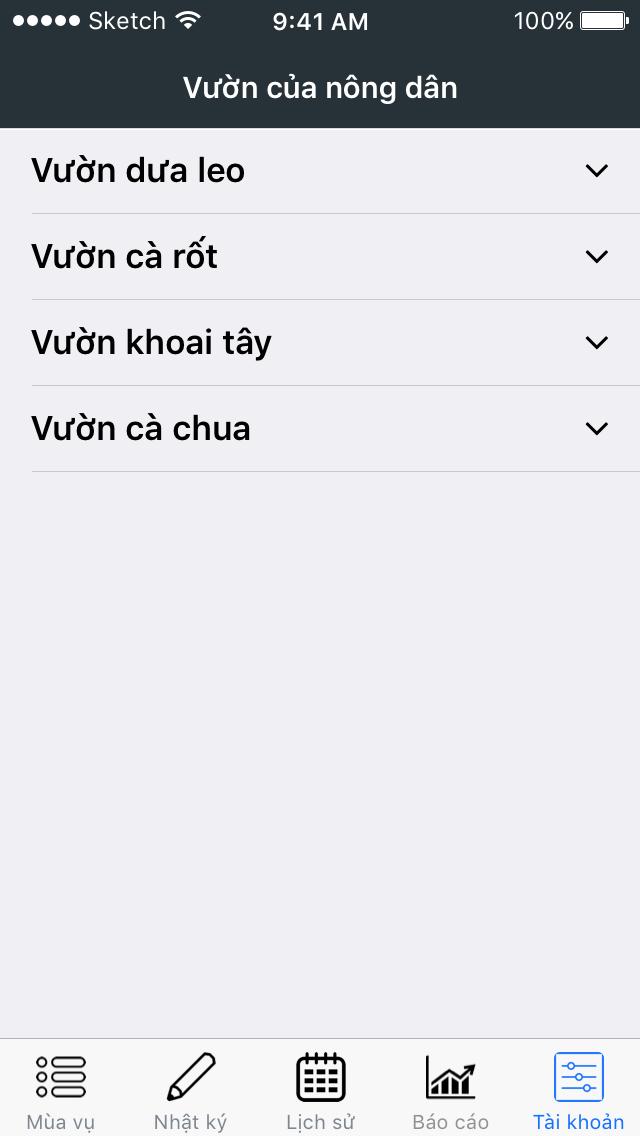 Sketch 9:41 AM 100%
Vườn của nông dân
Vườn dưa leo
Vườn cà rốt
Vườn khoai tây
Vườn cà chua
Mùa vụ Nhật ký Lịch sử Báo cáo Tài khoản